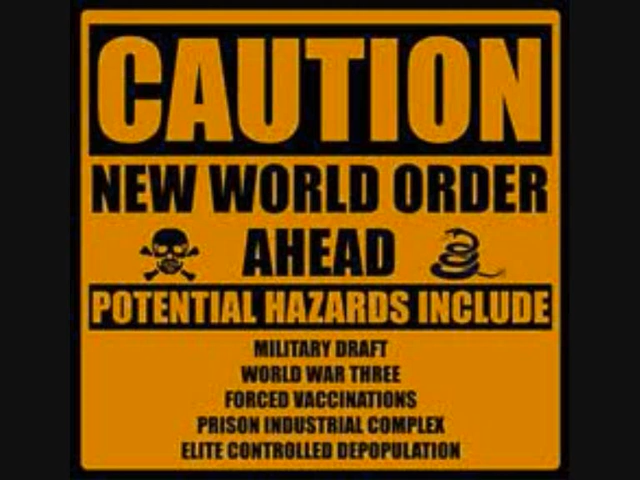 CAUTION
NEW WORLD ORDER
AHEAD
POTENTIAL HAZARDS INCLUDE
MILITARY DRAFT
WORLD WAR THREE
FORCED VACCINATIONS
PRISON INDUSTRIAL COMPLEX
ELITE CONTROLLED DEPOPULATION